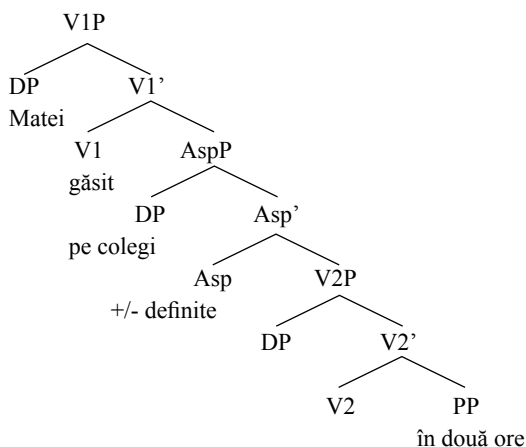 V1P
DP V1’
Matei
V1 AspP
găsit
DP Asp’
pe colegi
Asp V2P
+/- definite
DP V2’
V2 PP
în două ore